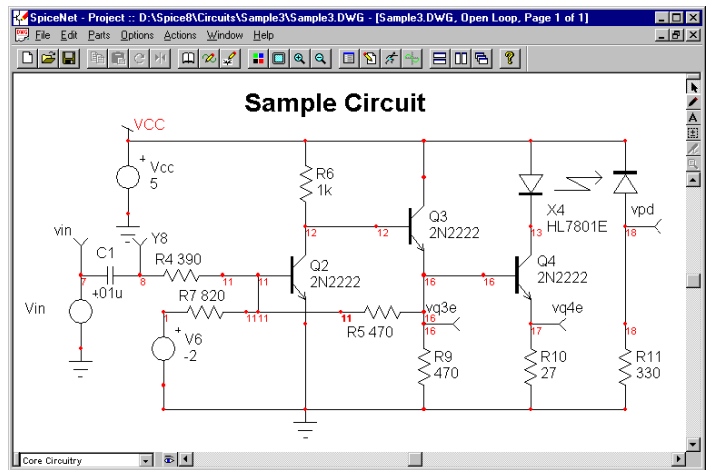 SpiceNet - Project :: D:\Spice8\Circuits\Sample3\Sample3.DWG - [Sample3.DWG, Open Loop, Page 1 of 1]
File Edit Parts Options Actions Window Help
Sample Circuit
VCC
+
Vcc
5
R6
1k
Q3
2N2222
X4
HL7801E
vpd
vin
Y8
C1
12
12
13
18
R4 390
Q2
2N2222
Q4
2N2222
7
8
11
11
16
16
+01u
R7 820
Vin
1
1111
11
R5 470
vq3e
16
16
vq4e
17
18
+
V6
-2
R9
470
R10
27
R11
330
Core Circuitry